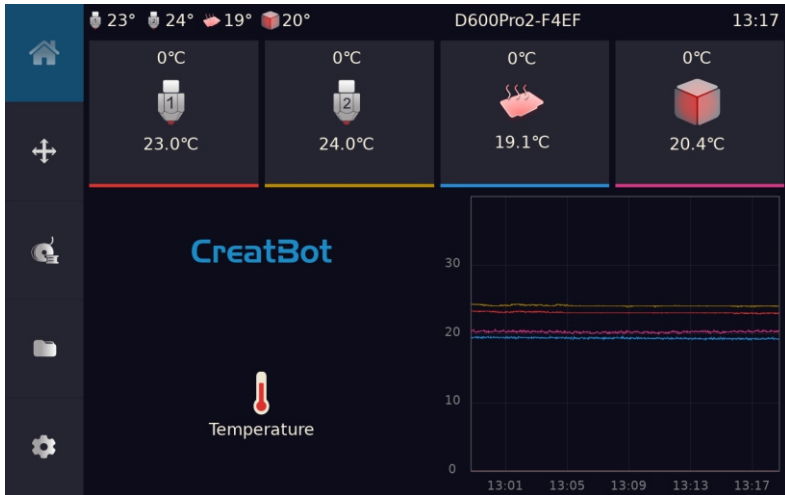 23° 24° 19° 20° D600Pro2-F4EF 13:17
0℃ 0℃ 0℃ 0℃
1 2
23.0℃ 24.0℃ 19.1℃ 20.4℃
CreatBot
30
20
Temperature
10
0
13:01 13:05 13:09 13:13 13:17